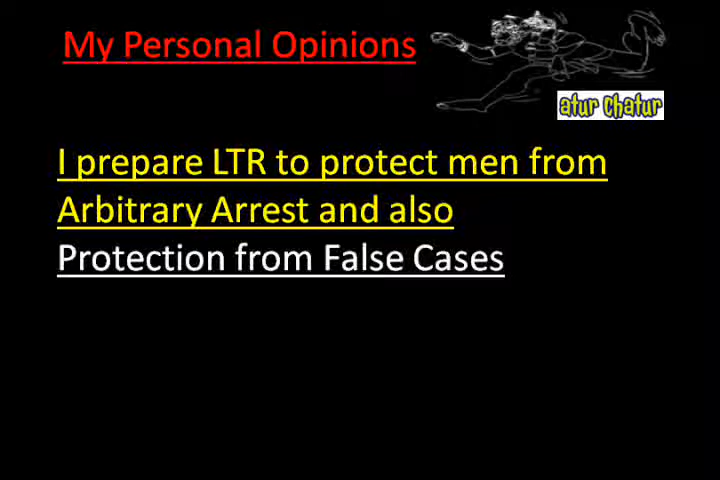 My Personal Opinions
atur chatur
I prepare LTR to protect men from
Arbitrary Arrest and also
Protection from False Cases